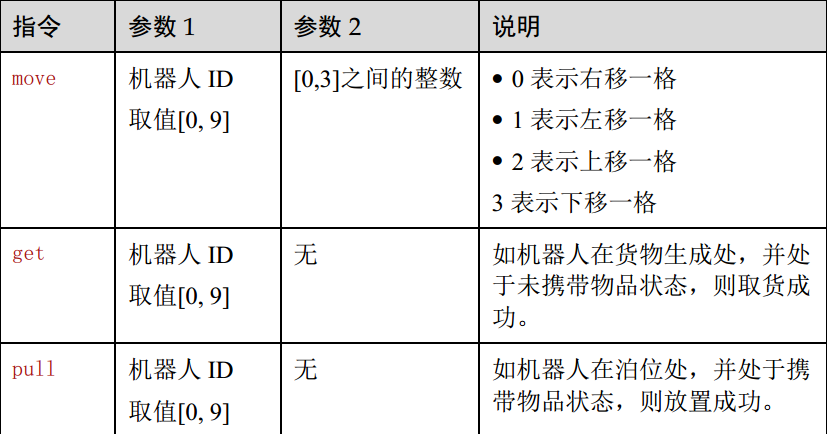 指令 参数 1 参数 2 说明
move 机器人 ID [0,3]之间的整数 • 0 表示右移一格
取值[0, 9] • 1 表示左移一格
• 2 表示上移一格
3 表示下移一格
get 机器人 ID 无 如机器人在货物生成处，并处
取值[0, 9] 于未携带物品状态，则取货成
功。
pull 机器人 ID 无 如机器人在泊位处，并处于携
取值[0, 9] 带物品状态，则放置成功。